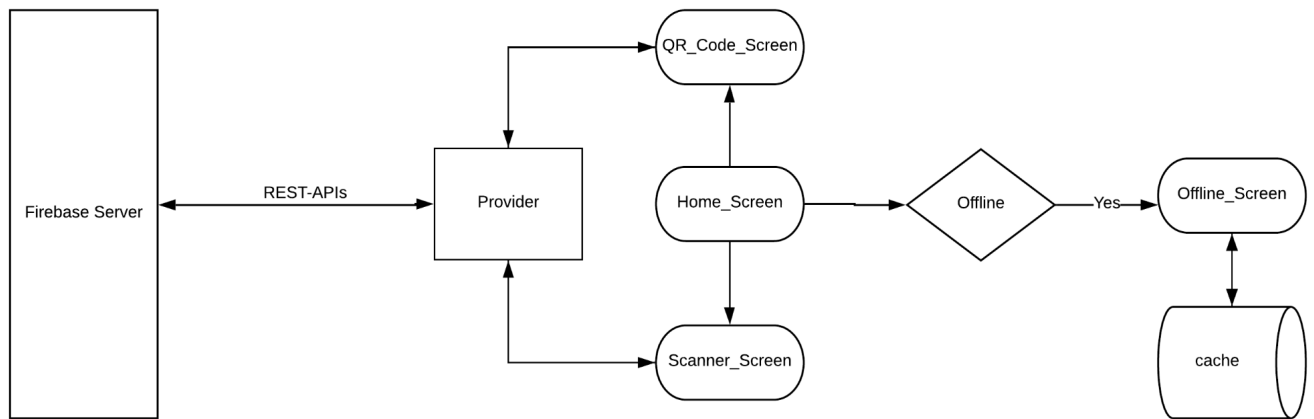 QR_Code_Screen
REST-APIs
Firebase Server
Provider
Home_Screen
Offline
Yes
Offline_Screen
Scanner_Screen
cache